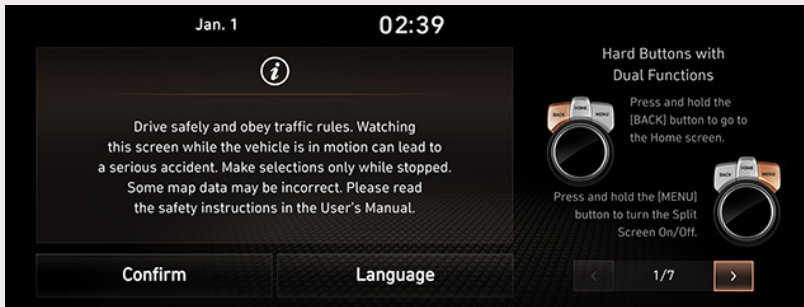 Jan. 1
02:39
Drive safely and obey traffic rules. Watching
this screen while the vehicle is in motion can lead to
a serious accident. Make selections only while stopped.
Some map data may be incorrect. Please read
the safety instructions in the User's Manual.
Confirm
Language
Hard Buttons with
Dual Functions
BACK
HOME
MENU
Press and hold the
[BACK] button to go to
the Home screen.
BACK
HOME
MENU
Press and hold the [MENU]
button to turn the Split
Screen On/Off.
<
1/7
>